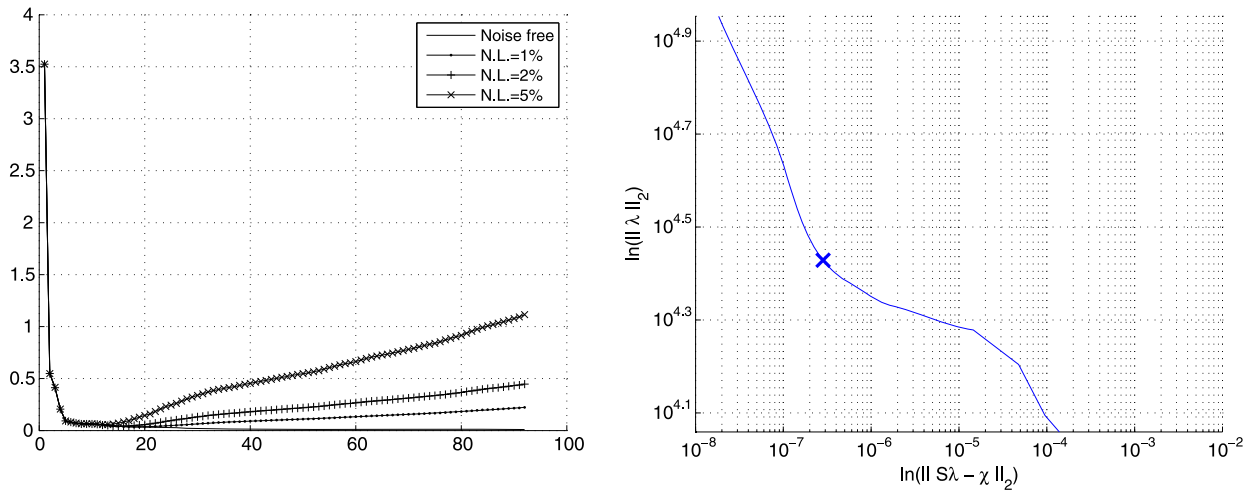 4
3.5
3
2.5
2
1.5
1
0.5
0
0 20 40 60 80 100
Noise free
N.L.=1%
N.L.=2%
N.L.=5%
10^4.9
10^4.7
10^4.5
10^4.3
10^4.1
ln(|| λ ||₂)
10^−8 10^−7 10^−6 10^−5 10^−4 10^−3 10^−2
ln(|| Sλ − χ ||₂)